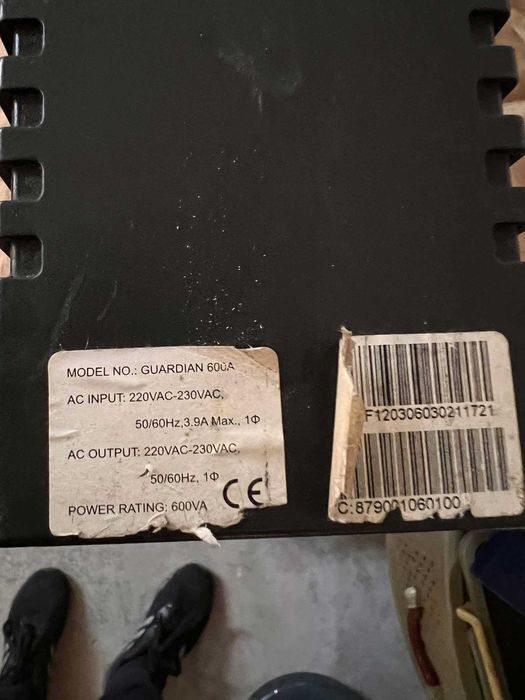 MODEL NO.: GUARDIAN 600A
AC INPUT: 220VAC-230VAC,
50/60Hz,3.9A Max., 1Φ
AC OUTPUT: 220VAC-230VAC,
50/60Hz, 1Φ
POWER RATING: 600VA
CE
F120306030211721
C:879001060100